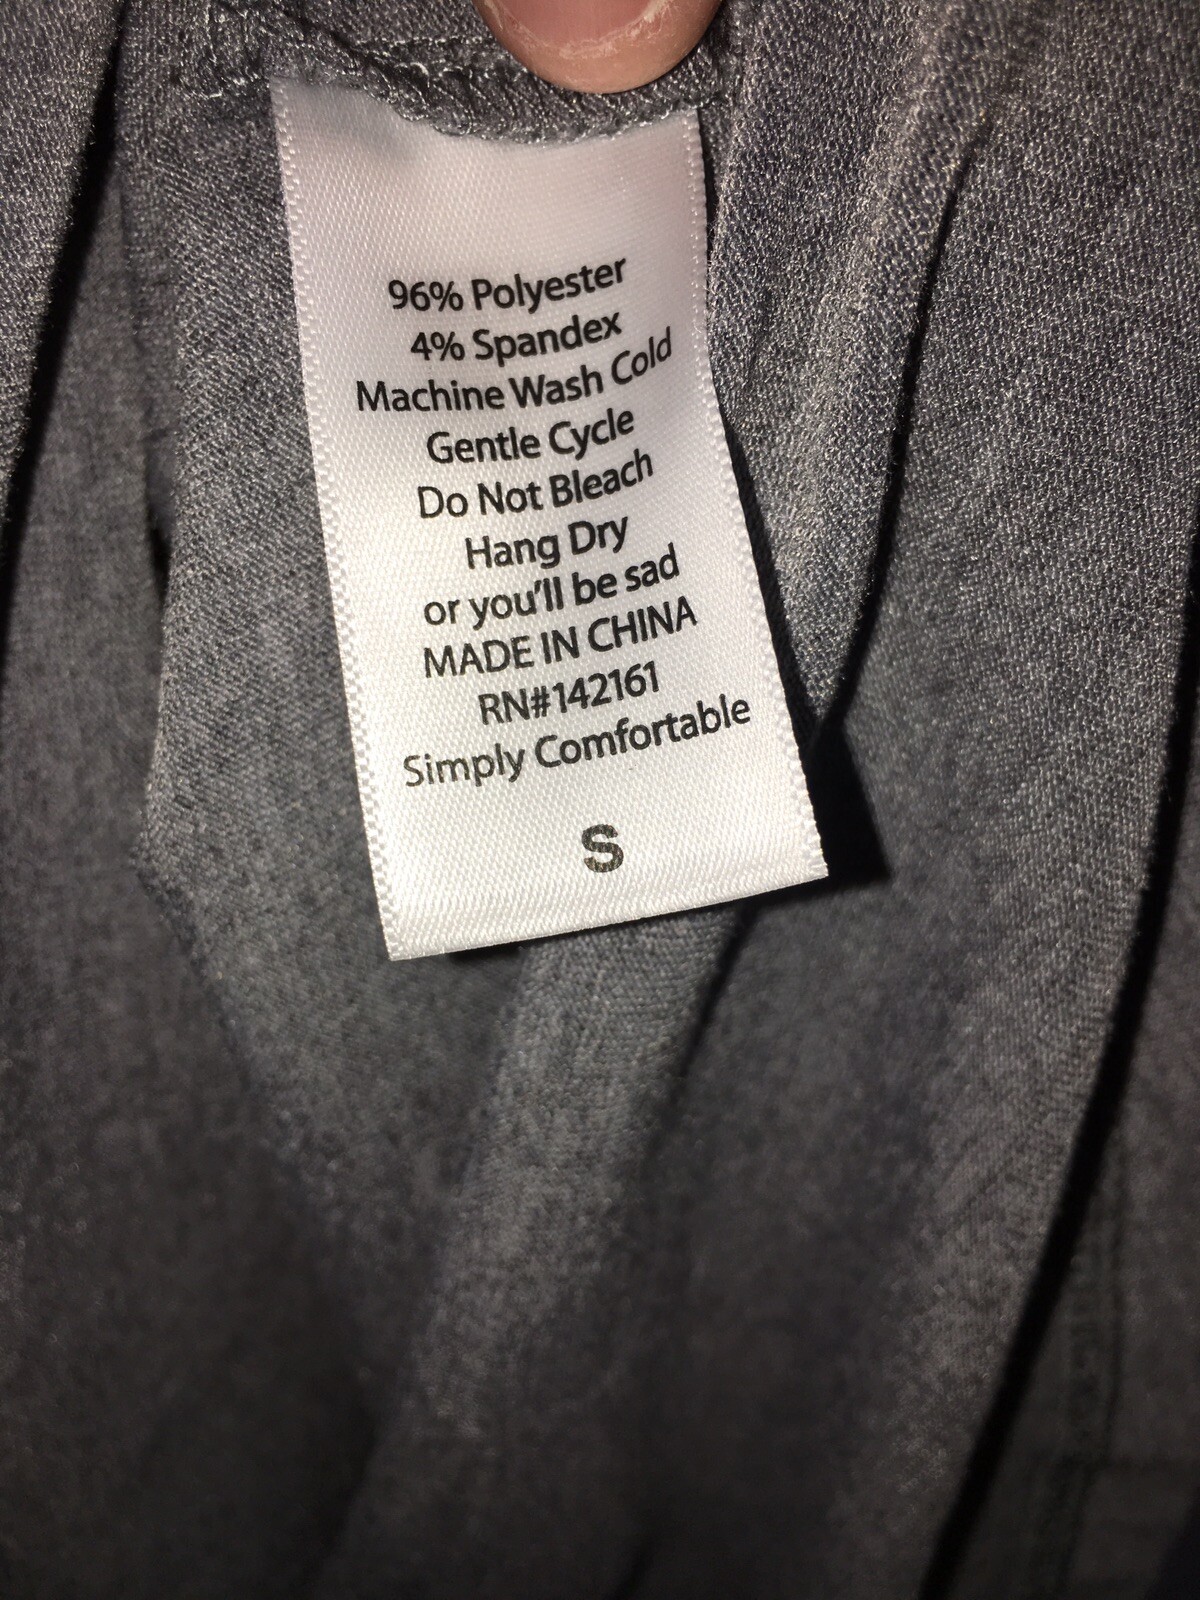 96% Polyester
4% Spandex
Machine Wash Cold
Gentle Cycle
Do Not Bleach
Hang Dry
or you'll be sad
MADE IN CHINA
RN#142161
Simply Comfortable
S